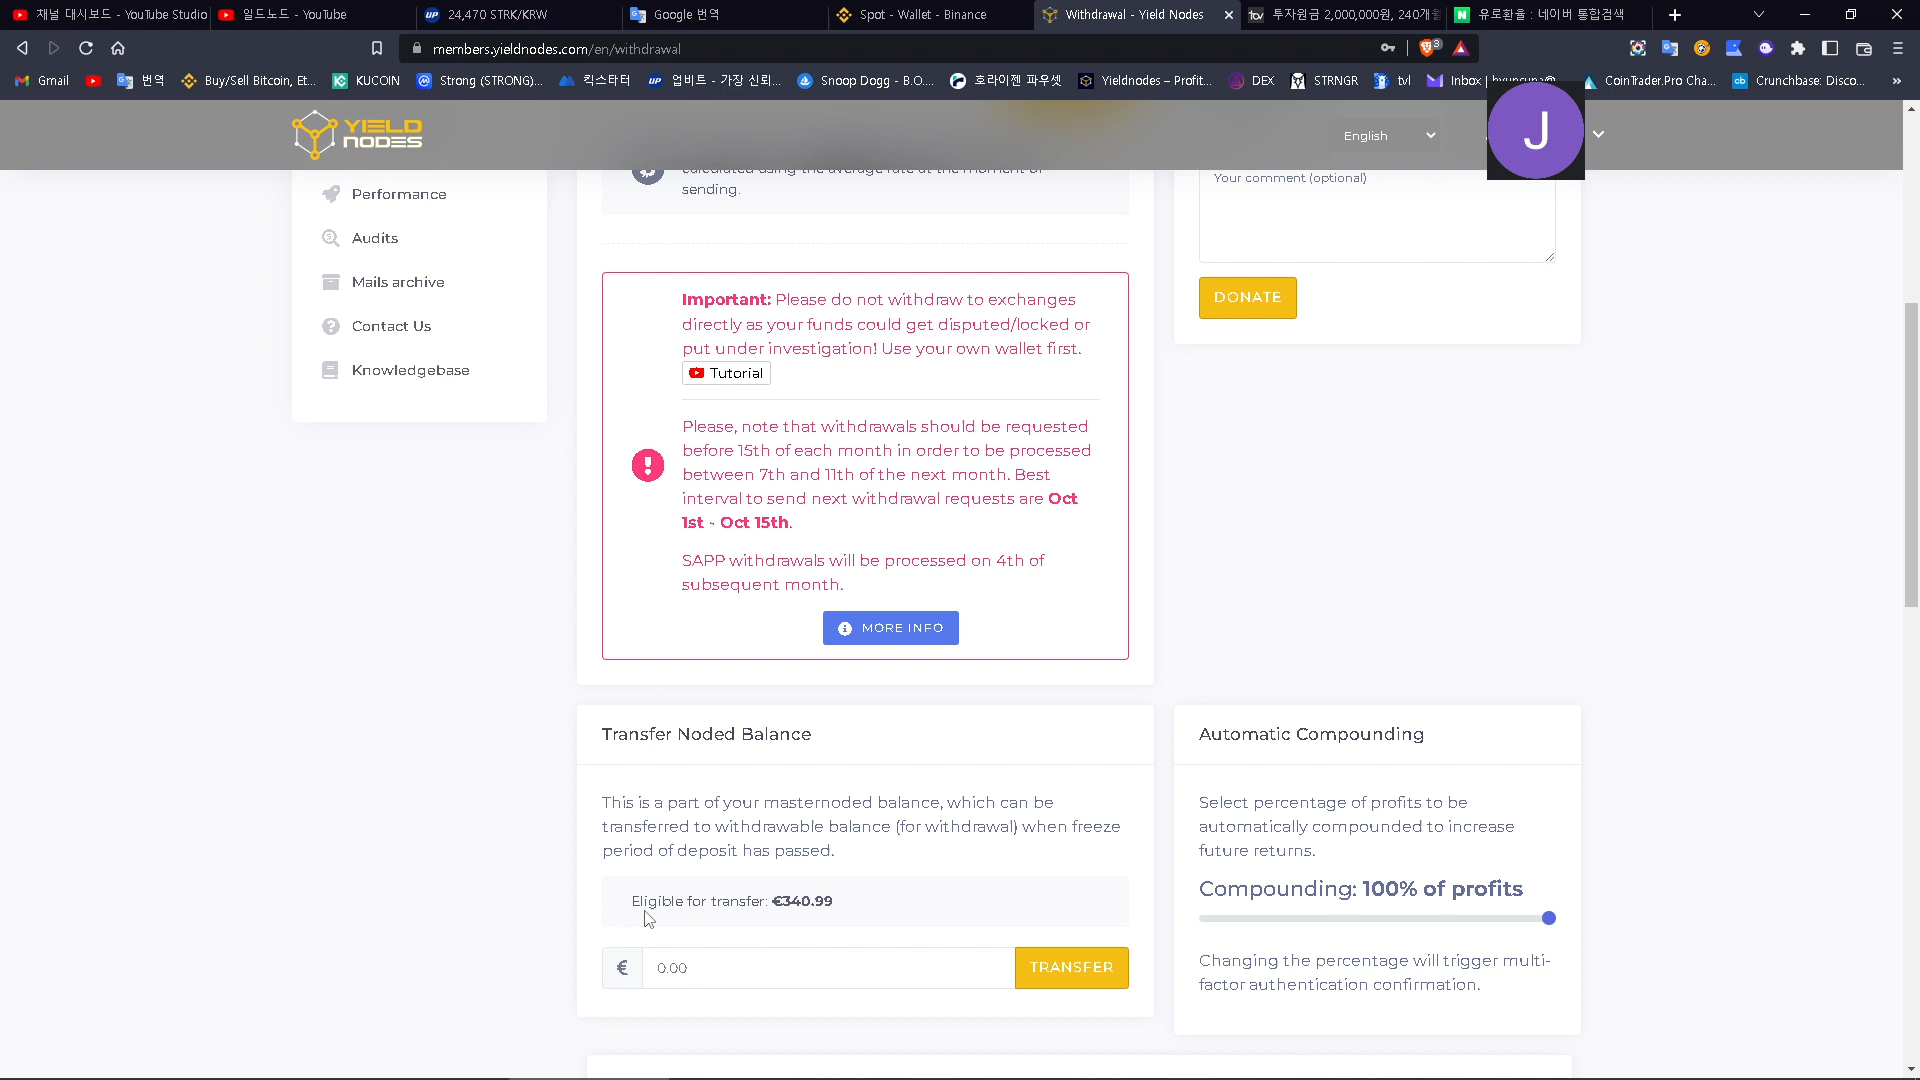 채널 대시보드 - YouTube Studio
일드노드 - YouTube
24,470 STRK/KRW
Google 번역
Spot - Wallet - Binance
Withdrawal - Yield Nodes
투자원금 2,000,000원, 240개월
유로환율 : 네이버 통합검색
members.yieldnodes.com/en/withdrawal
3
Gmail
번역
Buy/Sell Bitcoin, Et...
KUCOIN
Strong (STRONG)...
킥스타터
업비트 - 가장 신뢰...
Snoop Dogg - B.O....
호라이젠 파우셋
Yieldnodes – Profit...
DEX
STRNGR
tvl
Inbox |
CoinTrader.Pro Cha...
Crunchbase: Disco...
YIELD
NODES
English
J
Performance
Audits
Mails archive
Contact Us
Knowledgebase
calculated using the average rate at the moment of
sending.
Important: Please do not withdraw to exchanges
directly as your funds could get disputed/locked or
put under investigation! Use your own wallet first.
Tutorial
Please, note that withdrawals should be requested
before 15th of each month in order to be processed
between 7th and 11th of the next month. Best
interval to send next withdrawal requests are Oct
1st - Oct 15th.
SAPP withdrawals will be processed on 4th of
subsequent month.
MORE INFO
Your comment (optional)
DONATE
Transfer Noded Balance
This is a part of your masternoded balance, which can be
transferred to withdrawable balance (for withdrawal) when freeze
period of deposit has passed.
Eligible for transfer: €340.99
€ 0.00
TRANSFER
Automatic Compounding
Select percentage of profits to be
automatically compounded to increase
future returns.
Compounding: 100% of profits
Changing the percentage will trigger multi-
factor authentication confirmation.